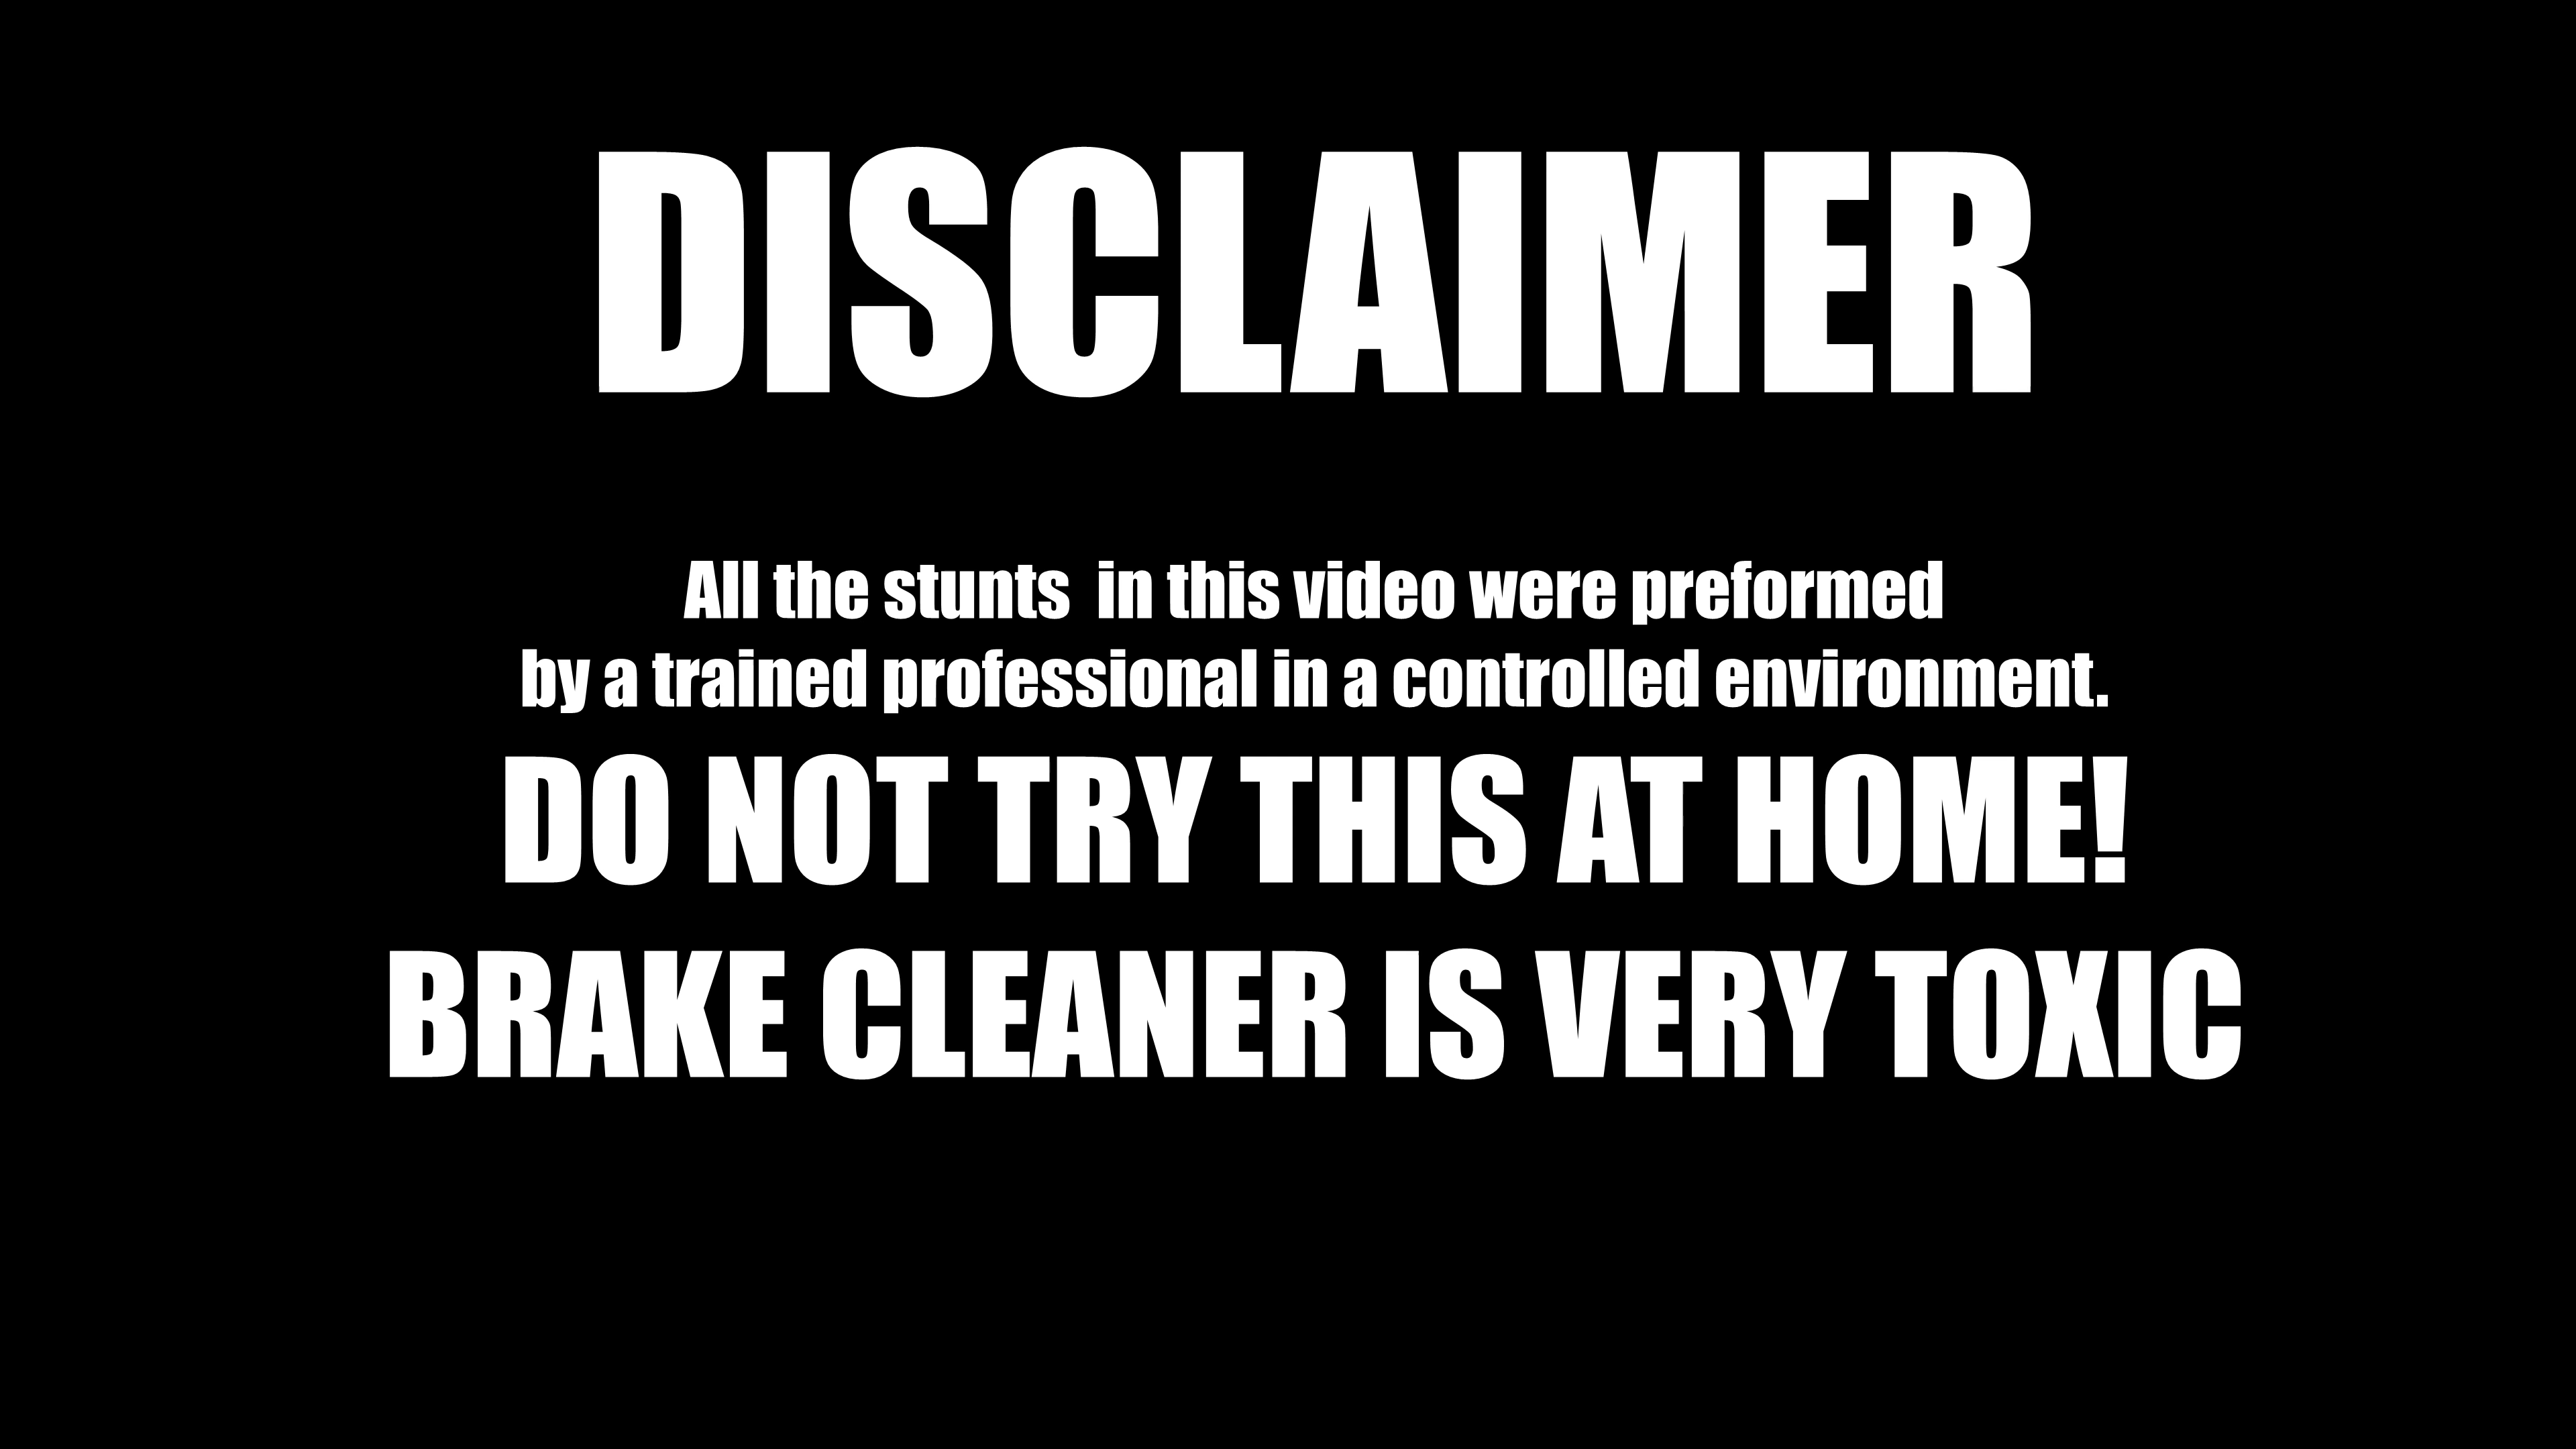 DISCLAIMER
All the stunts  in this video were preformed
by a trained professional in a controlled environment.
DO NOT TRY THIS AT HOME!
BRAKE CLEANER IS VERY TOXIC